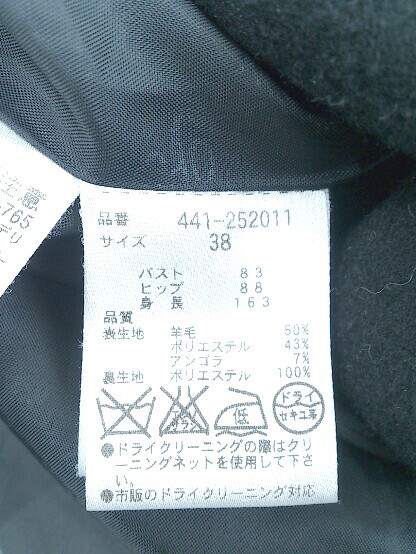 765
デリ
品番 441-252011
サイズ 38
バスト 83
ヒップ 88
身長 163
品質
表生地 羊毛 50%
ポリエステル 43%
アンゴラ 7%
裏生地 ポリエステル 100%
低
ドライ
セキユ系
●ドライクリーニングの際はクリ
ーニングネットを使用して下さ
い。
●市販のドライクリーニング対応